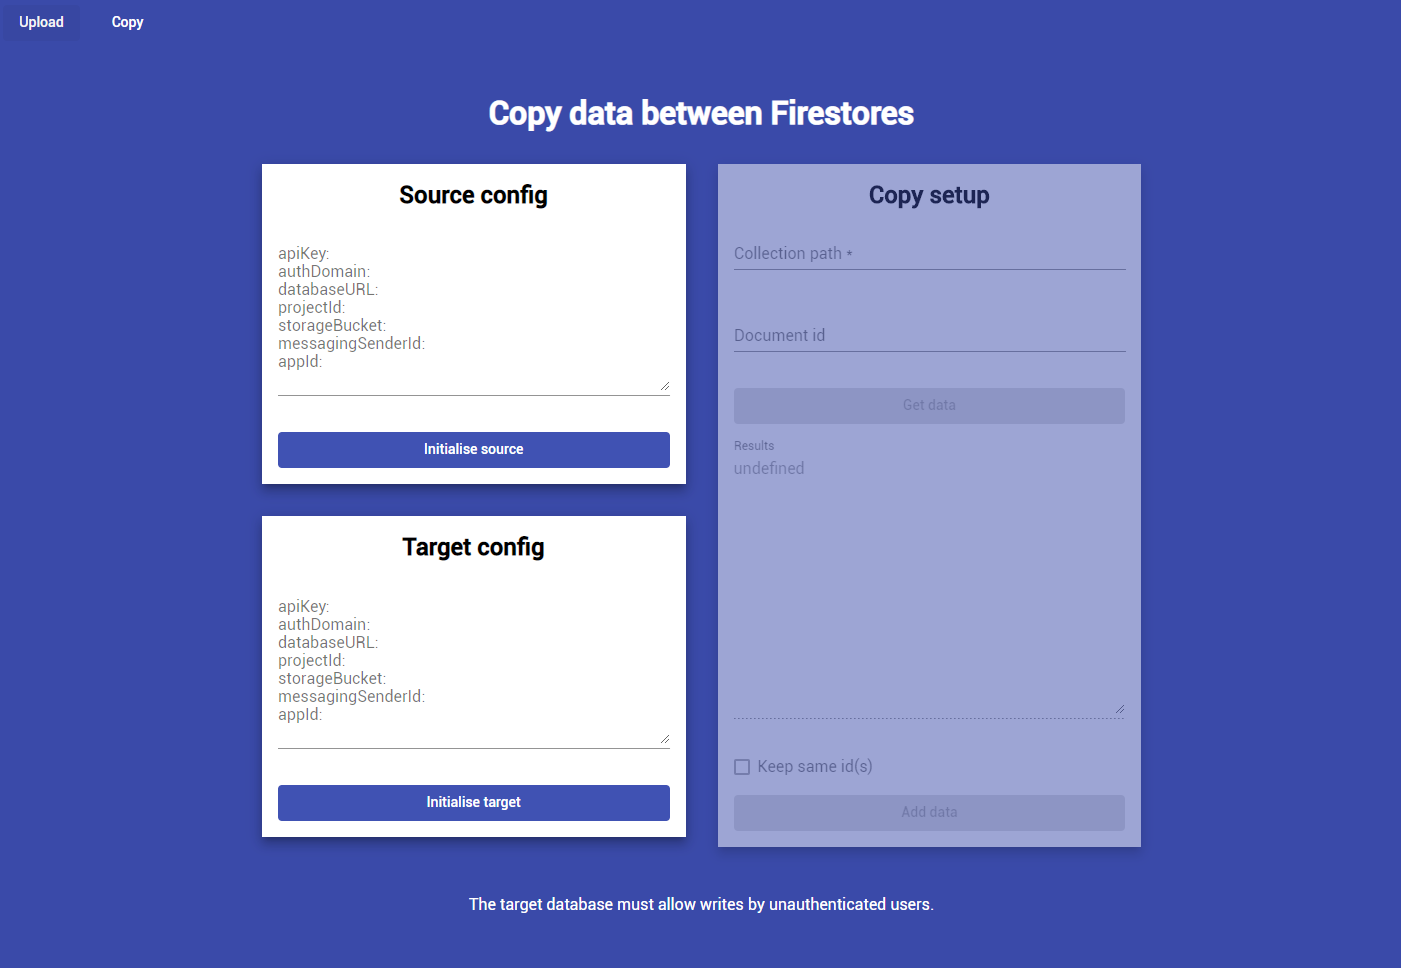 Upload Copy
Copy data between Firestores
Source config
apiKey:
authDomain:
databaseURL:
projectId:
storageBucket:
messagingSenderId:
appId:
Initialise source
Target config
apiKey:
authDomain:
databaseURL:
projectId:
storageBucket:
messagingSenderId:
appId:
Initialise target
Copy setup
Collection path *
Document id
Get data
Results
undefined
Keep same id(s)
Add data
The target database must allow writes by unauthenticated users.